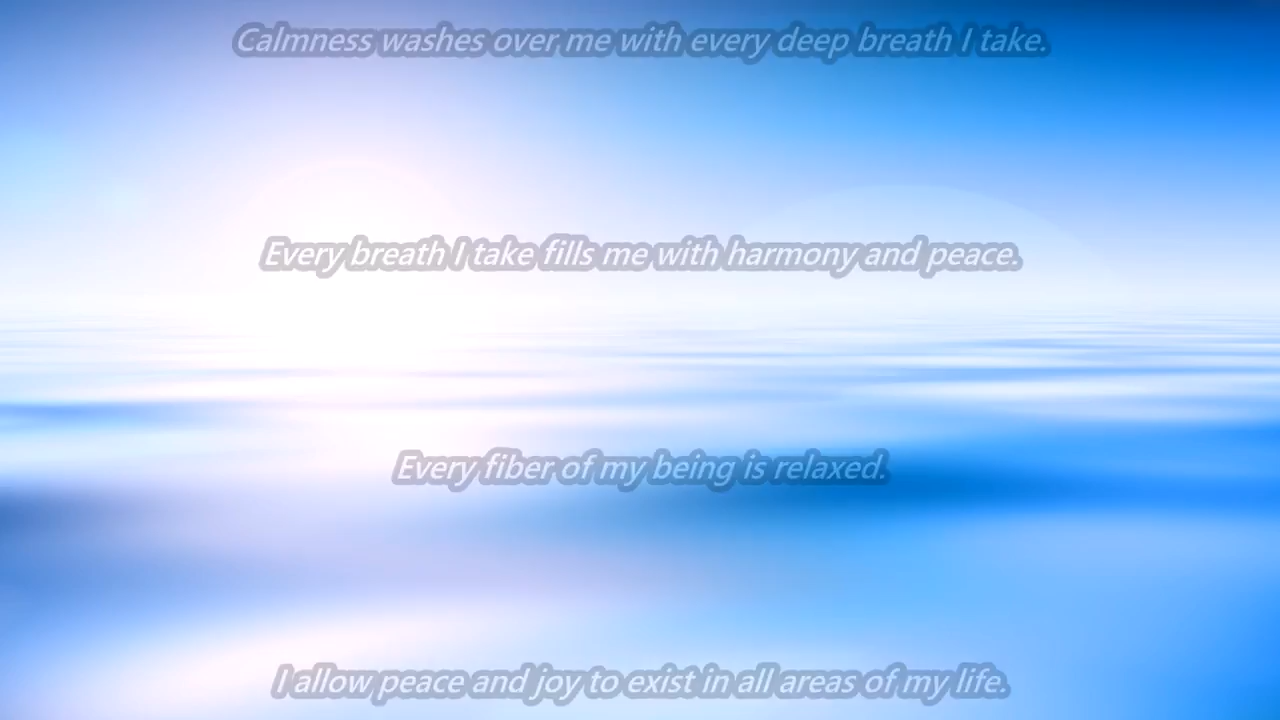 Calmness washes over me with every deep breath I take.
Every breath I take fills me with harmony and peace.
Every fiber of my being is relaxed.
I allow peace and joy to exist in all areas of my life.